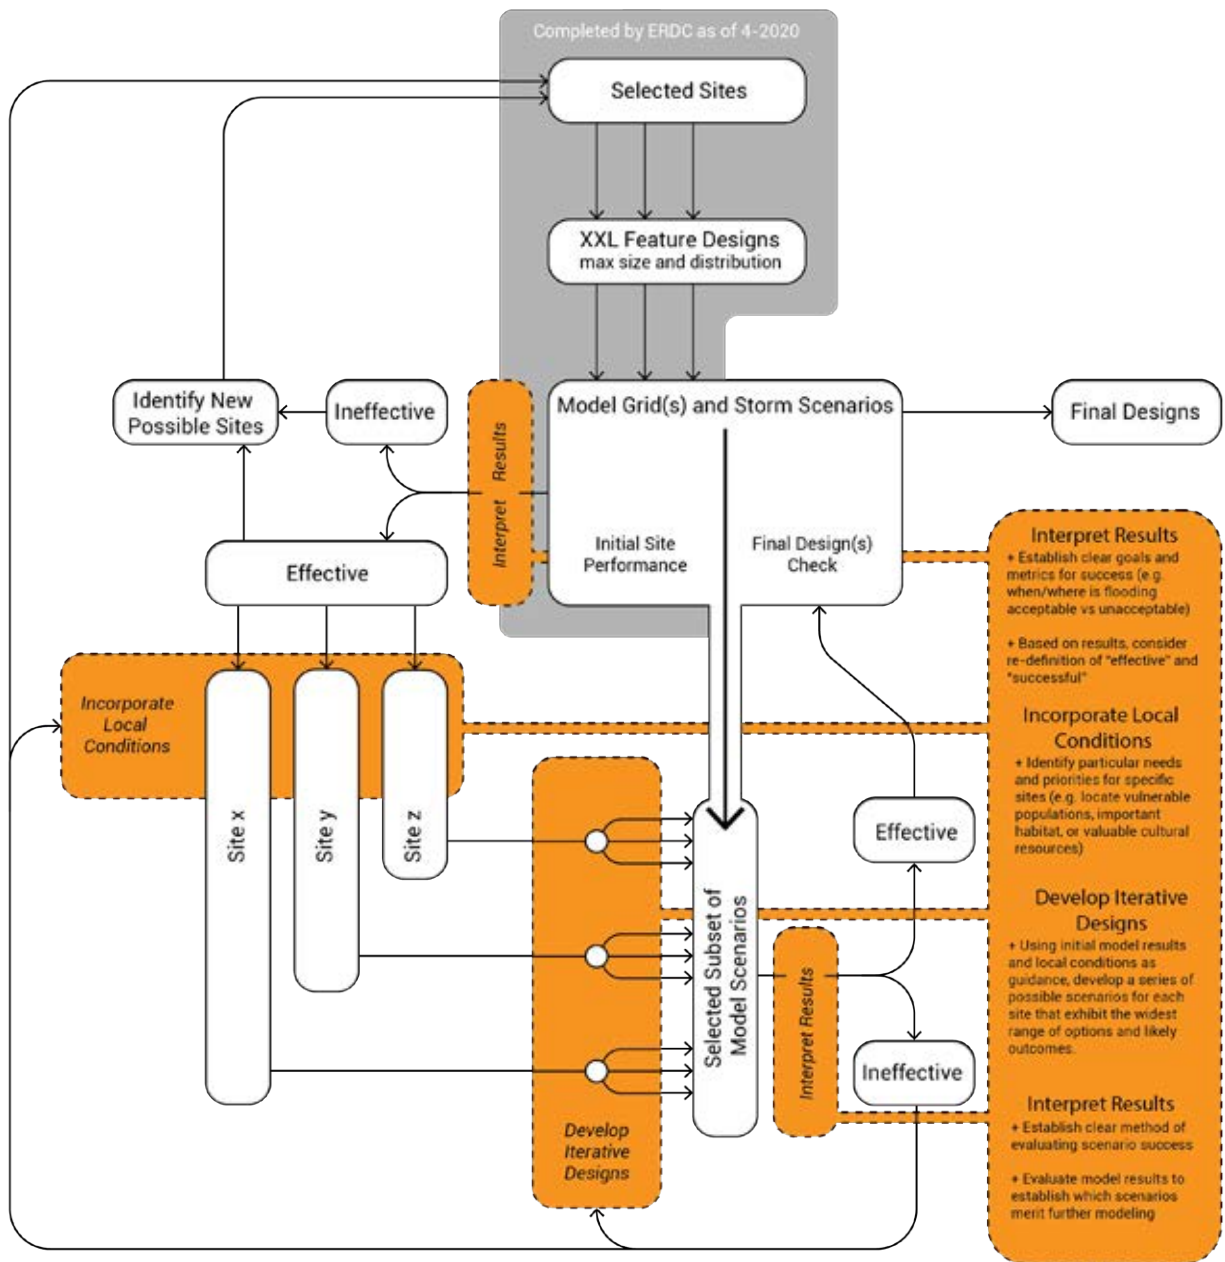 Completed by ERDC as of 4-2020
Selected Sites
XXL Feature Designs
max size and distribution
Identify New
Possible Sites
Ineffective
Interpret Results
Model Grid(s) and Storm Scenarios
Final Designs
Initial Site
Performance
Final Design(s)
Check
Effective
Incorporate
Local
Conditions
Site x
Site y
Site z
Develop
Iterative
Designs
Selected Subset of
Model Scenarios
Interpret Results
Effective
Ineffective
Interpret Results
+ Establish clear goals and
metrics for success (e.g.
when/where is flooding
acceptable vs unacceptable)
+ Based on results, consider
re-definition of "effective" and
"successful"
Incorporate Local
Conditions
+ Identify particular needs
and priorities for specific
sites (e.g. locate vulnerable
populations, important
habitat, or valuable cultural
resources)
Develop Iterative
Designs
+ Using initial model results
and local conditions as
guidance, develop a series of
possible scenarios for each
site that exhibit the widest
range of options and likely
outcomes.
Interpret Results
+ Establish clear method of
evaluating scenario success
+ Evaluate model results to
establish which scenarios
merit further modeling